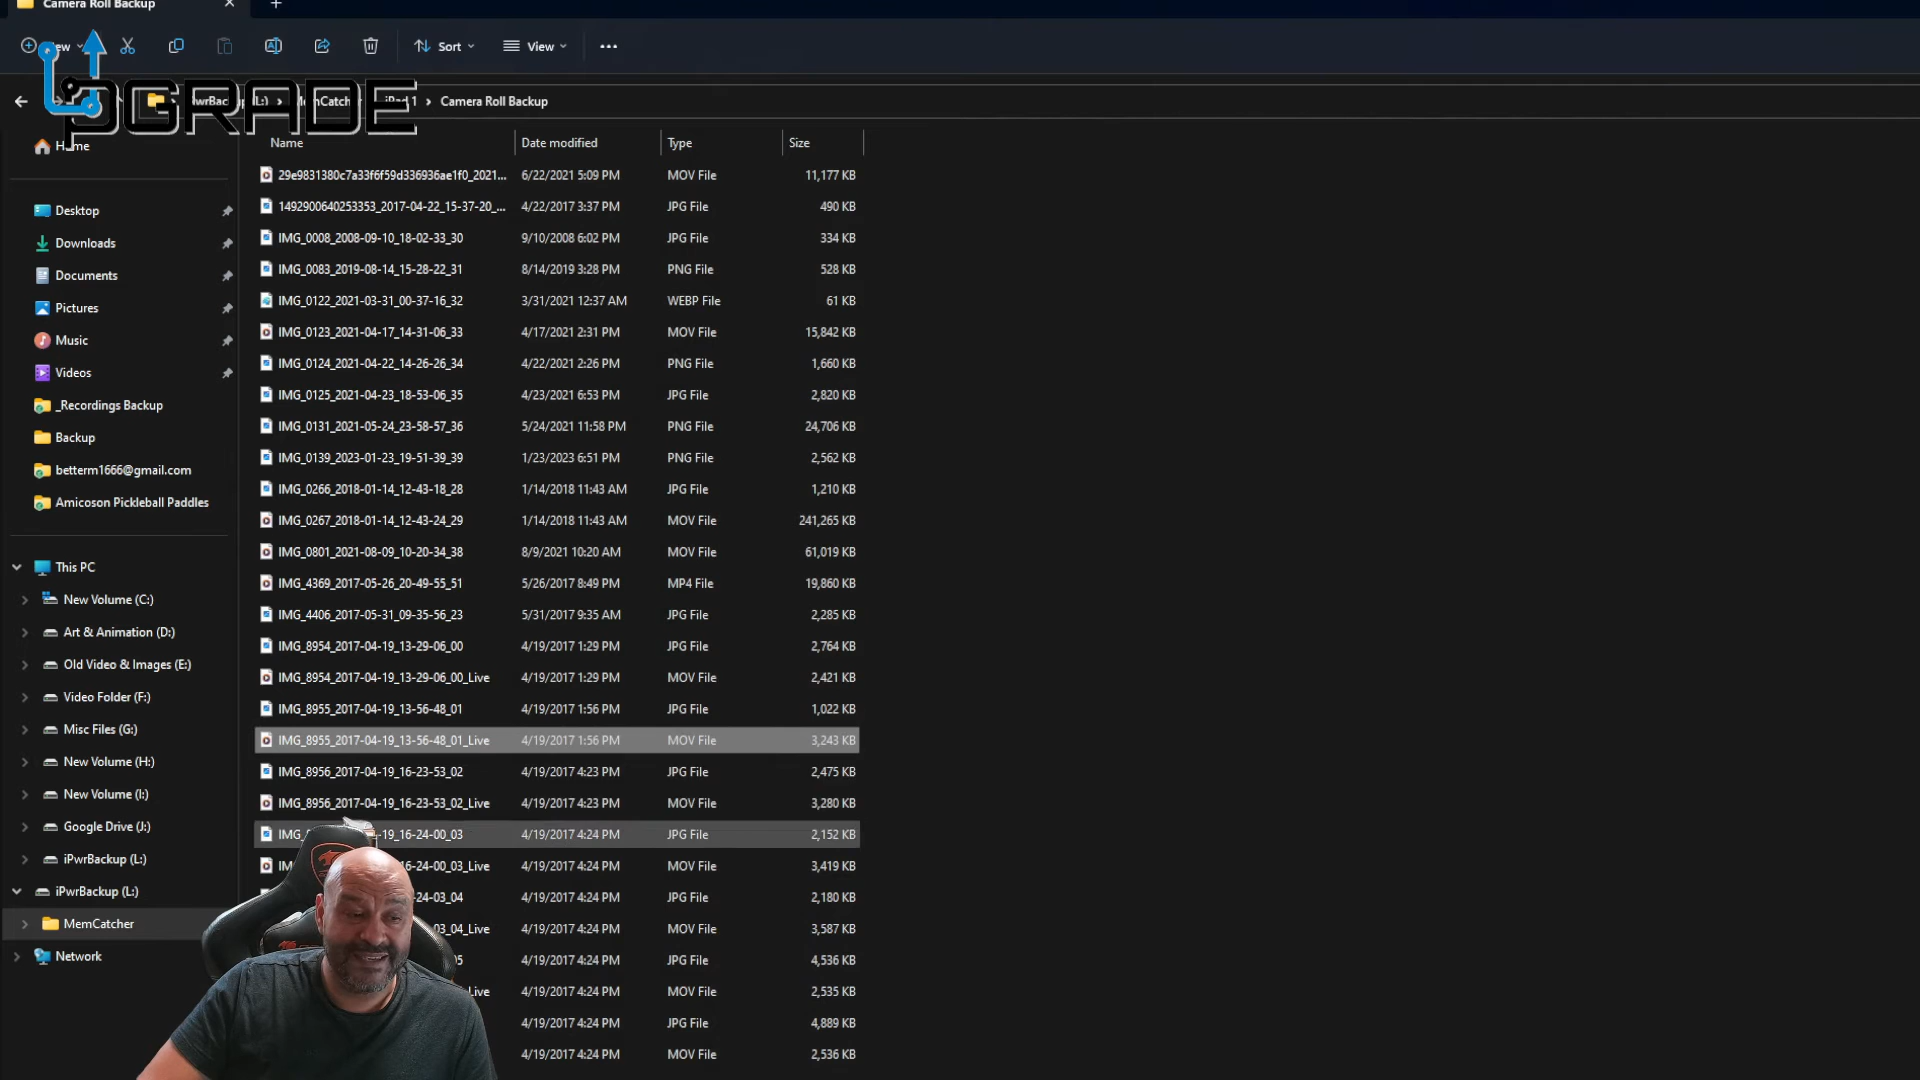 Camera Roll Backup
Sort
View
UPGRADE
(L:) > > iPad 1 > Camera Roll Backup
Home
Name Date modified Type Size
29e9831380c7a33f6f59d336936ae1f0_2021... 6/22/2021 5:09 PM MOV File 11,177 KB
1492900640253353_2017-04-22_15-37-20_... 4/22/2017 3:37 PM JPG File 490 KB
IMG_0008_2008-09-10_18-02-33_30 9/10/2008 6:02 PM JPG File 334 KB
IMG_0083_2019-08-14_15-28-22_31 8/14/2019 3:28 PM PNG File 528 KB
IMG_0122_2021-03-31_00-37-16_32 3/31/2021 12:37 AM WEBP File 61 KB
IMG_0123_2021-04-17_14-31-06_33 4/17/2021 2:31 PM MOV File 15,842 KB
IMG_0124_2021-04-22_14-26-26_34 4/22/2021 2:26 PM PNG File 1,660 KB
IMG_0125_2021-04-23_18-53-06_35 4/23/2021 6:53 PM JPG File 2,820 KB
IMG_0131_2021-05-24_23-58-57_36 5/24/2021 11:58 PM PNG File 24,706 KB
IMG_0139_2023-01-23_19-51-39_39 1/23/2023 6:51 PM PNG File 2,562 KB
IMG_0266_2018-01-14_12-43-18_28 1/14/2018 11:43 AM JPG File 1,210 KB
IMG_0267_2018-01-14_12-43-24_29 1/14/2018 11:43 AM MOV File 241,265 KB
IMG_0801_2021-08-09_10-20-34_38 8/9/2021 10:20 AM MOV File 61,019 KB
IMG_4369_2017-05-26_20-49-55_51 5/26/2017 8:49 PM MP4 File 19,860 KB
IMG_4406_2017-05-31_09-35-56_23 5/31/2017 9:35 AM JPG File 2,285 KB
IMG_8954_2017-04-19_13-29-06_00 4/19/2017 1:29 PM JPG File 2,764 KB
IMG_8954_2017-04-19_13-29-06_00_Live 4/19/2017 1:29 PM MOV File 2,421 KB
IMG_8955_2017-04-19_13-56-48_01 4/19/2017 1:56 PM JPG File 1,022 KB
IMG_8955_2017-04-19_13-56-48_01_Live 4/19/2017 1:56 PM MOV File 3,243 KB
IMG_8956_2017-04-19_16-23-53_02 4/19/2017 4:23 PM JPG File 2,475 KB
IMG_8956_2017-04-19_16-23-53_02_Live 4/19/2017 4:23 PM MOV File 3,280 KB
IMG_ -19_16-24-00_03 4/19/2017 4:24 PM JPG File 2,152 KB
IMG 16-24-00_03_Live 4/19/2017 4:24 PM MOV File 3,419 KB
-24-03_04 4/19/2017 4:24 PM JPG File 2,180 KB
03_04_Live 4/19/2017 4:24 PM MOV File 3,587 KB
4/19/2017 4:24 PM JPG File 4,536 KB
Live 4/19/2017 4:24 PM MOV File 2,535 KB
4/19/2017 4:24 PM JPG File 4,889 KB
4/19/2017 4:24 PM MOV File 2,536 KB
Desktop
Downloads
Documents
Pictures
Music
Videos
_Recordings Backup
Backup
betterm1666@gmail.com
Amicoson Pickleball Paddles
This PC
New Volume (C:)
Art & Animation (D:)
Old Video & Images (E:)
Video Folder (F:)
Misc Files (G:)
New Volume (H:)
New Volume (I:)
Google Drive (J:)
iPwrBackup (L:)
iPwrBackup (L:)
MemCatcher
Network